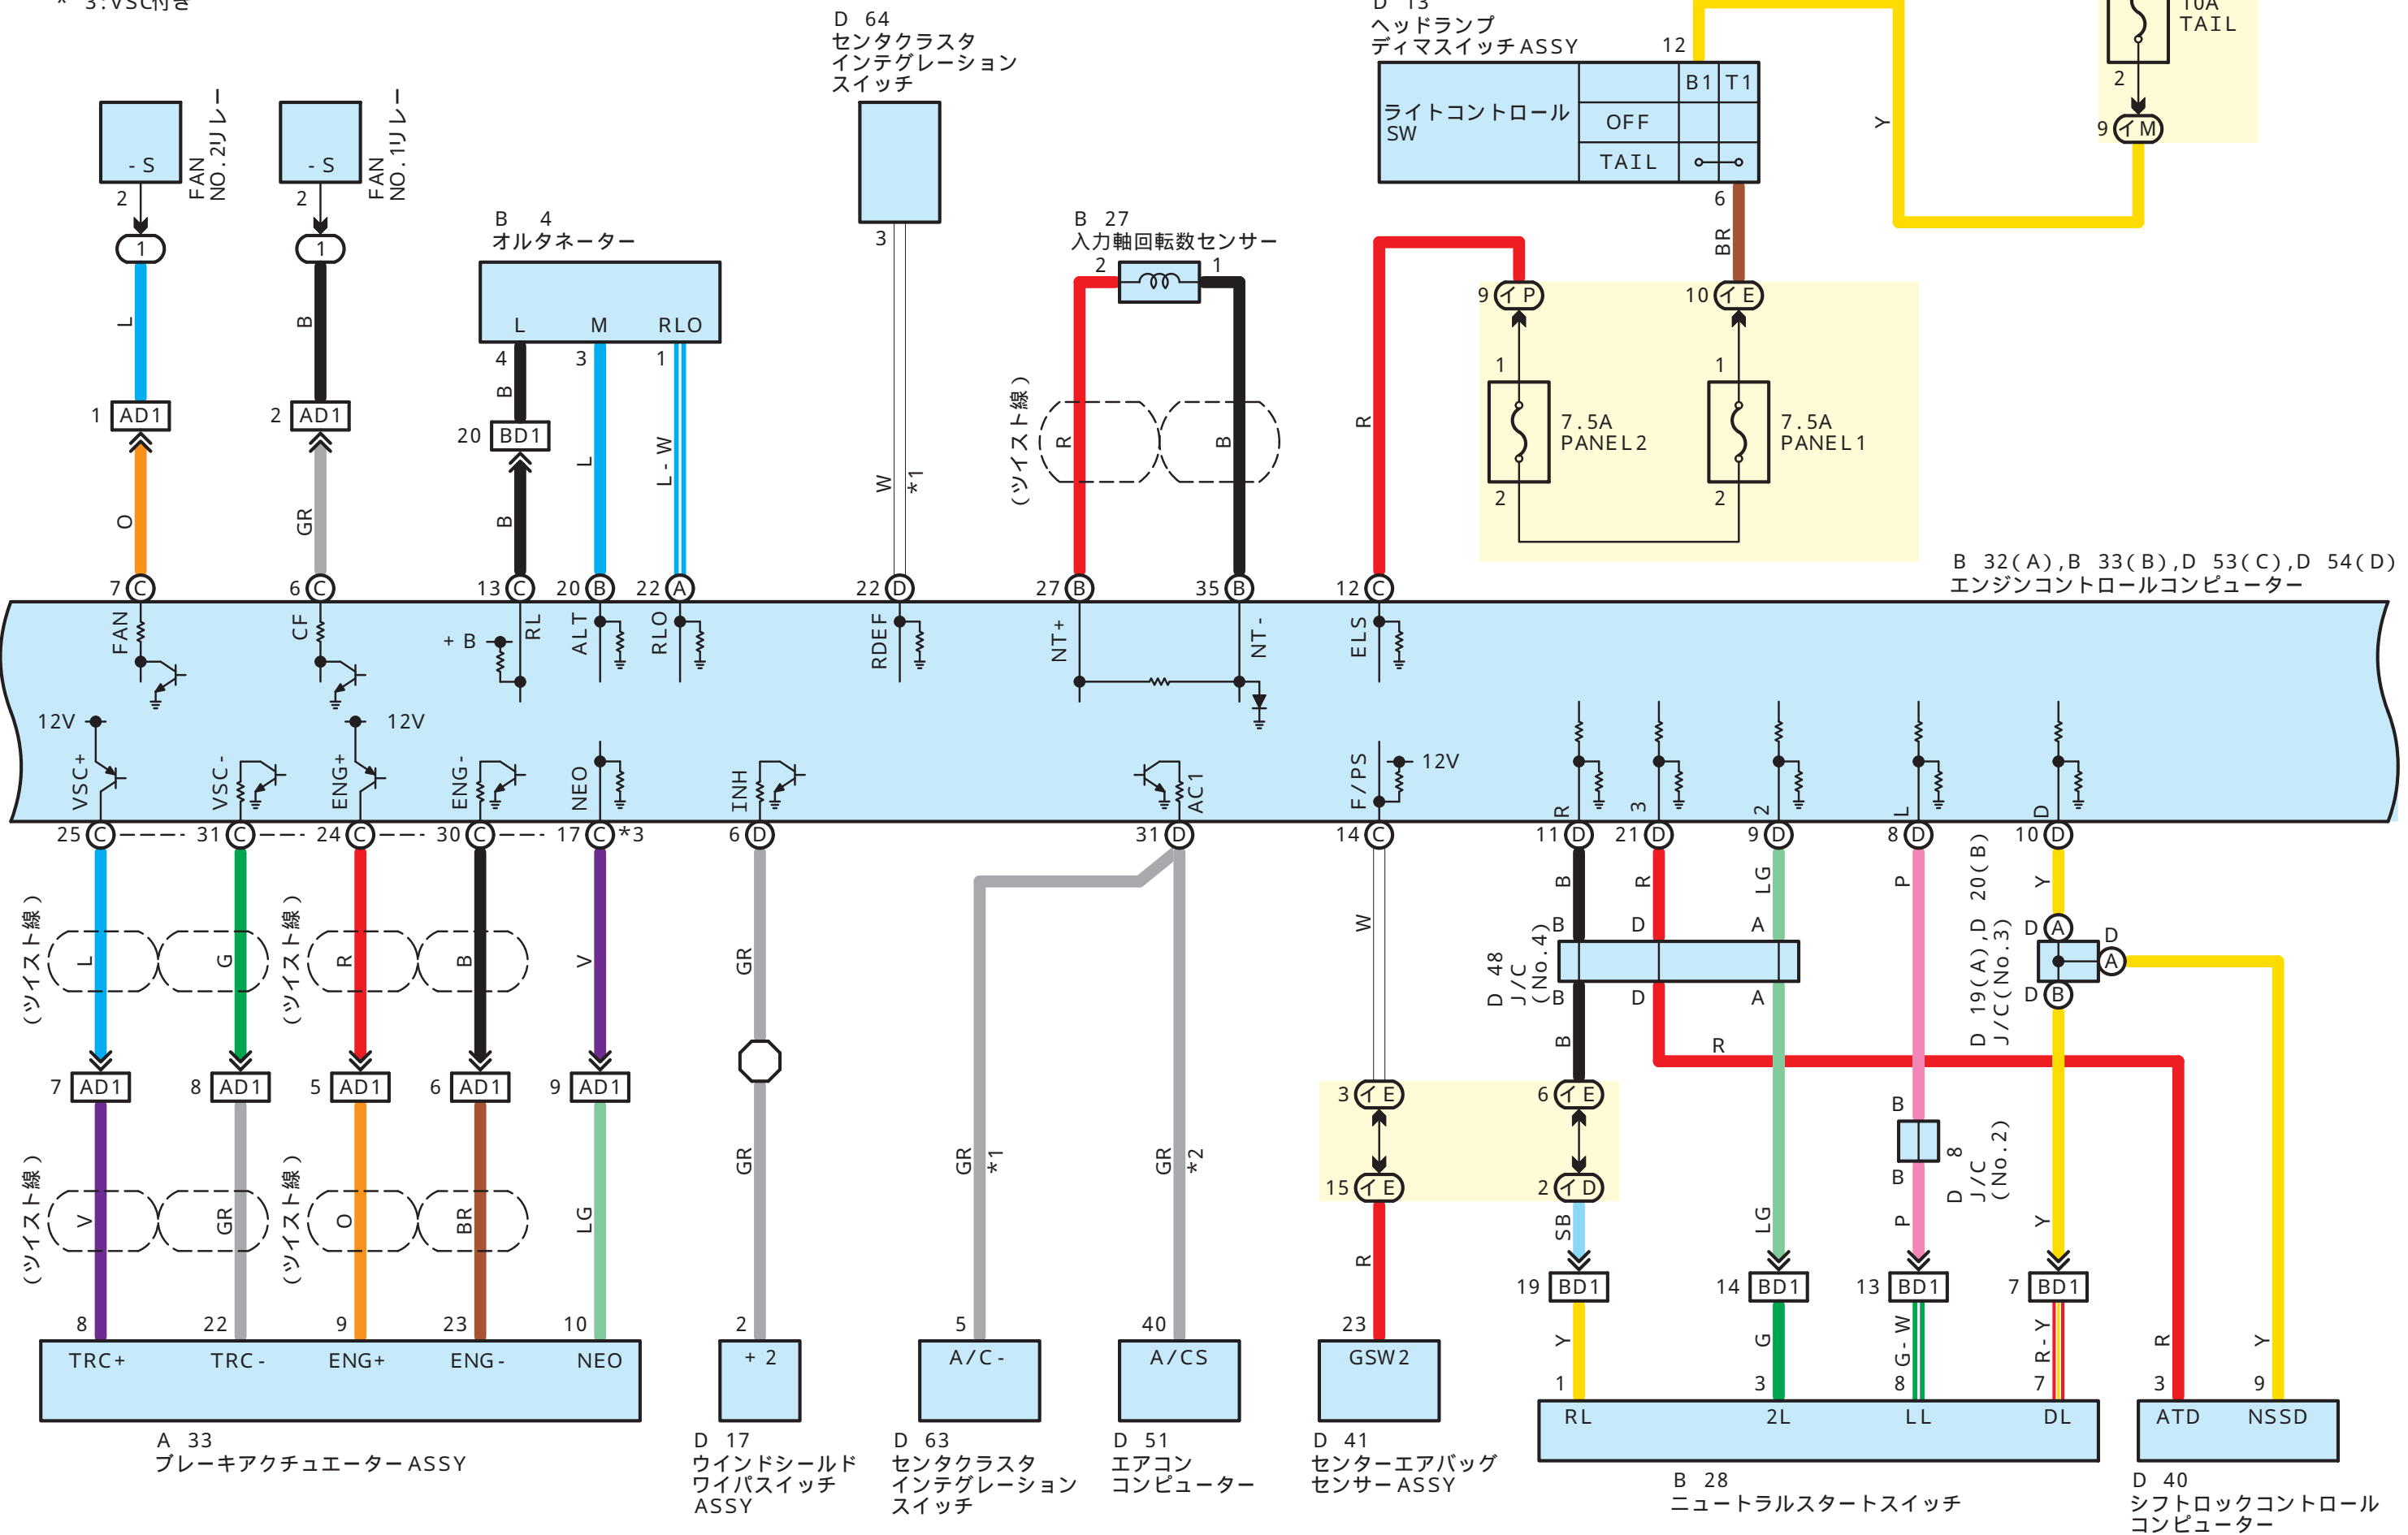 * 3:VSC付き
D 64
センタクラスタ
インテグレーション
スイッチ
D 13
ヘッドランプ
ディマスイッチASSY
12
10A
TAIL
2
9 イM
B1 T1
ライトコントロール
SW
OFF
TAIL
Y
6
BR
- S
FAN
NO.2リレー
2
1
- S
FAN
NO.1リレー
2
1
B 4
オルタネーター
L M RLO
4 3 1
3
B 27
入力軸回転数センサー
2 1
9 イP
10 イE
1
1
7.5A
PANEL2
7.5A
PANEL1
2
2
L
B
B
1 AD1
2 AD1
20 BD1
L
L-W
W
*1
(ツイスト線)
R
B
R
O
GR
B
B 32(A),B 33(B),D 53(C),D 54(D)
エンジンコントロールコンピューター
7 C
6 C
13 C
20 B
22 A
22 D
27 B
35 B
12 C
FAN
CF
+ B
RL
ALT
RLO
RDEF
NT+
NT-
ELS
12V
12V
12V
VSC+
VSC-
ENG+
ENG-
NEO
INH
AC1
F/PS
R
3
2
L
D
25 C
31 C
24 C
30 C
17 C *3
6 D
31 D
14 C
11 D
21 D
9 D
8 D
10 D
(ツイスト線)
L
G
(ツイスト線)
R
B
V
GR
W
B
R
LG
P
Y
D 48
J/C
(No.4)
B D A
B D A
B
R
D 19(A),D 20(B)
J/C(No.3)
D A
D
A
D B
7 AD1
8 AD1
5 AD1
6 AD1
9 AD1
3 イE
6 イE
15 イE
2 イD
B
B
D 8
J/C
(No.2)
(ツイスト線)
V
GR
(ツイスト線)
O
BR
LG
GR
GR
*1
GR
*2
R
SB
LG
P
Y
19 BD1
14 BD1
13 BD1
7 BD1
Y
G
G-W
R-Y
R
Y
8 22 9 23 10
2
5
40
23
1 3 8 7 3 9
TRC+ TRC- ENG+ ENG- NEO
+ 2
A/C-
A/CS
GSW2
RL 2L LL DL
ATD NSSD
A 33
ブレーキアクチュエーターASSY
D 17
ウインドシールド
ワイパスイッチ
ASSY
D 63
センタクラスタ
インテグレーション
スイッチ
D 51
エアコン
コンピューター
D 41
センターエアバッグ
センサーASSY
B 28
ニュートラルスタートスイッチ
D 40
シフトロックコントロール
コンピューター